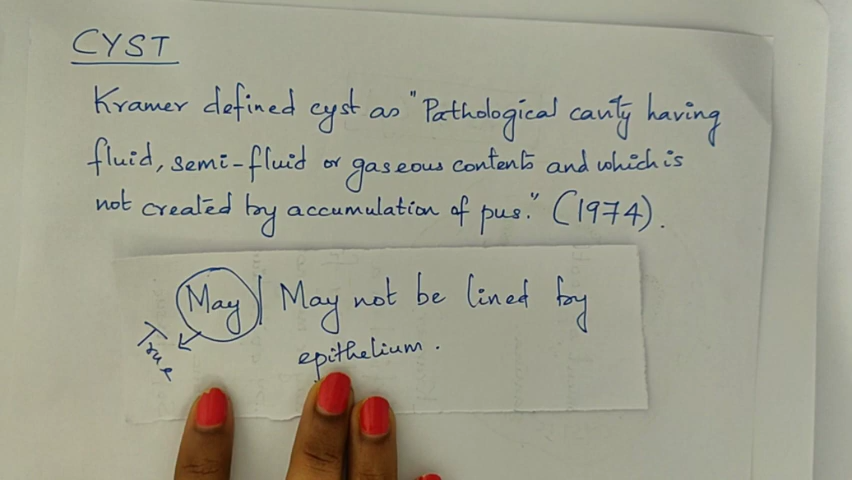 CYST
Kramer defined cyst as "Pathological cavity having
fluid, semi-fluid or gaseous contents and which is
not created by accumulation of pus." (1974).
May / May not be lined by
True
epithelium.